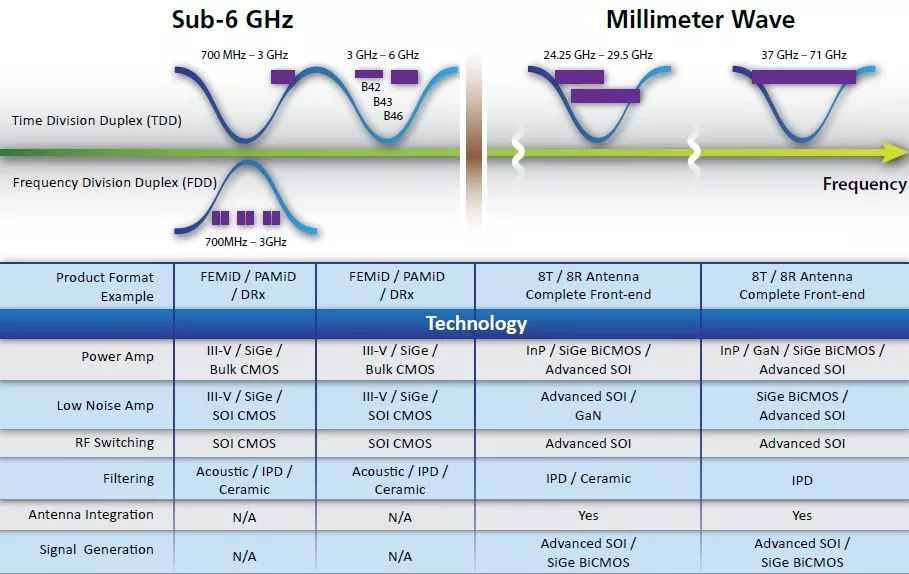 Sub-6 GHz
Millimeter Wave
700 MHz – 3 GHz
3 GHz – 6 GHz
24.25 GHz – 29.5 GHz
37 GHz – 71 GHz
B42
B43
B46
Time Division Duplex (TDD)
Frequency Division Duplex (FDD)
Frequency
700MHz – 3GHz
Product Format
Example
FEMiD / PAMiD
/ DRx
FEMiD / PAMiD
/ DRx
8T / 8R Antenna
Complete Front-end
8T / 8R Antenna
Complete Front-end
Technology
Power Amp
III-V / SiGe /
Bulk CMOS
III-V / SiGe /
Bulk CMOS
InP / SiGe BiCMOS /
Advanced SOI
InP / GaN / SiGe BiCMOS /
Advanced SOI
Low Noise Amp
III-V / SiGe /
SOI CMOS
III-V / SiGe /
SOI CMOS
Advanced SOI /
GaN
SiGe BiCMOS /
Advanced SOI
RF Switching
SOI CMOS
SOI CMOS
Advanced SOI
Advanced SOI
Filtering
Acoustic / IPD /
Ceramic
Acoustic / IPD /
Ceramic
IPD / Ceramic
IPD
Antenna Integration
N/A
N/A
Yes
Yes
Signal Generation
N/A
N/A
Advanced SOI /
SiGe BiCMOS
Advanced SOI /
SiGe BiCMOS